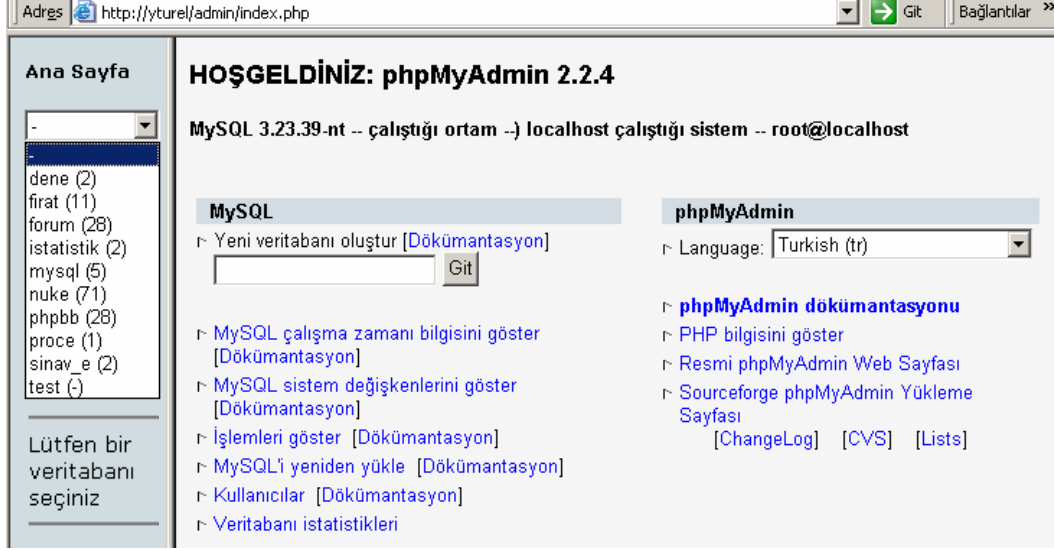 Adres http://yturel/admin/index.php Git Bağlantılar »
Ana Sayfa
-
-
dene (2)
firat (11)
forum (28)
istatistik (2)
mysql (5)
nuke (71)
phpbb (28)
proce (1)
sinav_e (2)
test (-)
Lütfen bir
veritabanı
seçiniz
HOŞGELDİNİZ: phpMyAdmin 2.2.4
MySQL 3.23.39-nt -- çalıştığı ortam --) localhost çalıştığı sistem -- root@localhost
MySQL
Yeni veritabanı oluştur [Dökümantasyon]
Git
MySQL çalışma zamanı bilgisini göster
[Dökümantasyon]
MySQL sistem değişkenlerini göster
[Dökümantasyon]
İşlemleri göster [Dökümantasyon]
MySQL'i yeniden yükle [Dökümantasyon]
Kullanıcılar [Dökümantasyon]
Veritabanı istatistikleri
phpMyAdmin
Language: Turkish (tr)
phpMyAdmin dökümantasyonu
PHP bilgisini göster
Resmi phpMyAdmin Web Sayfası
Sourceforge phpMyAdmin Yükleme
Sayfası
[ChangeLog] [CVS] [Lists]